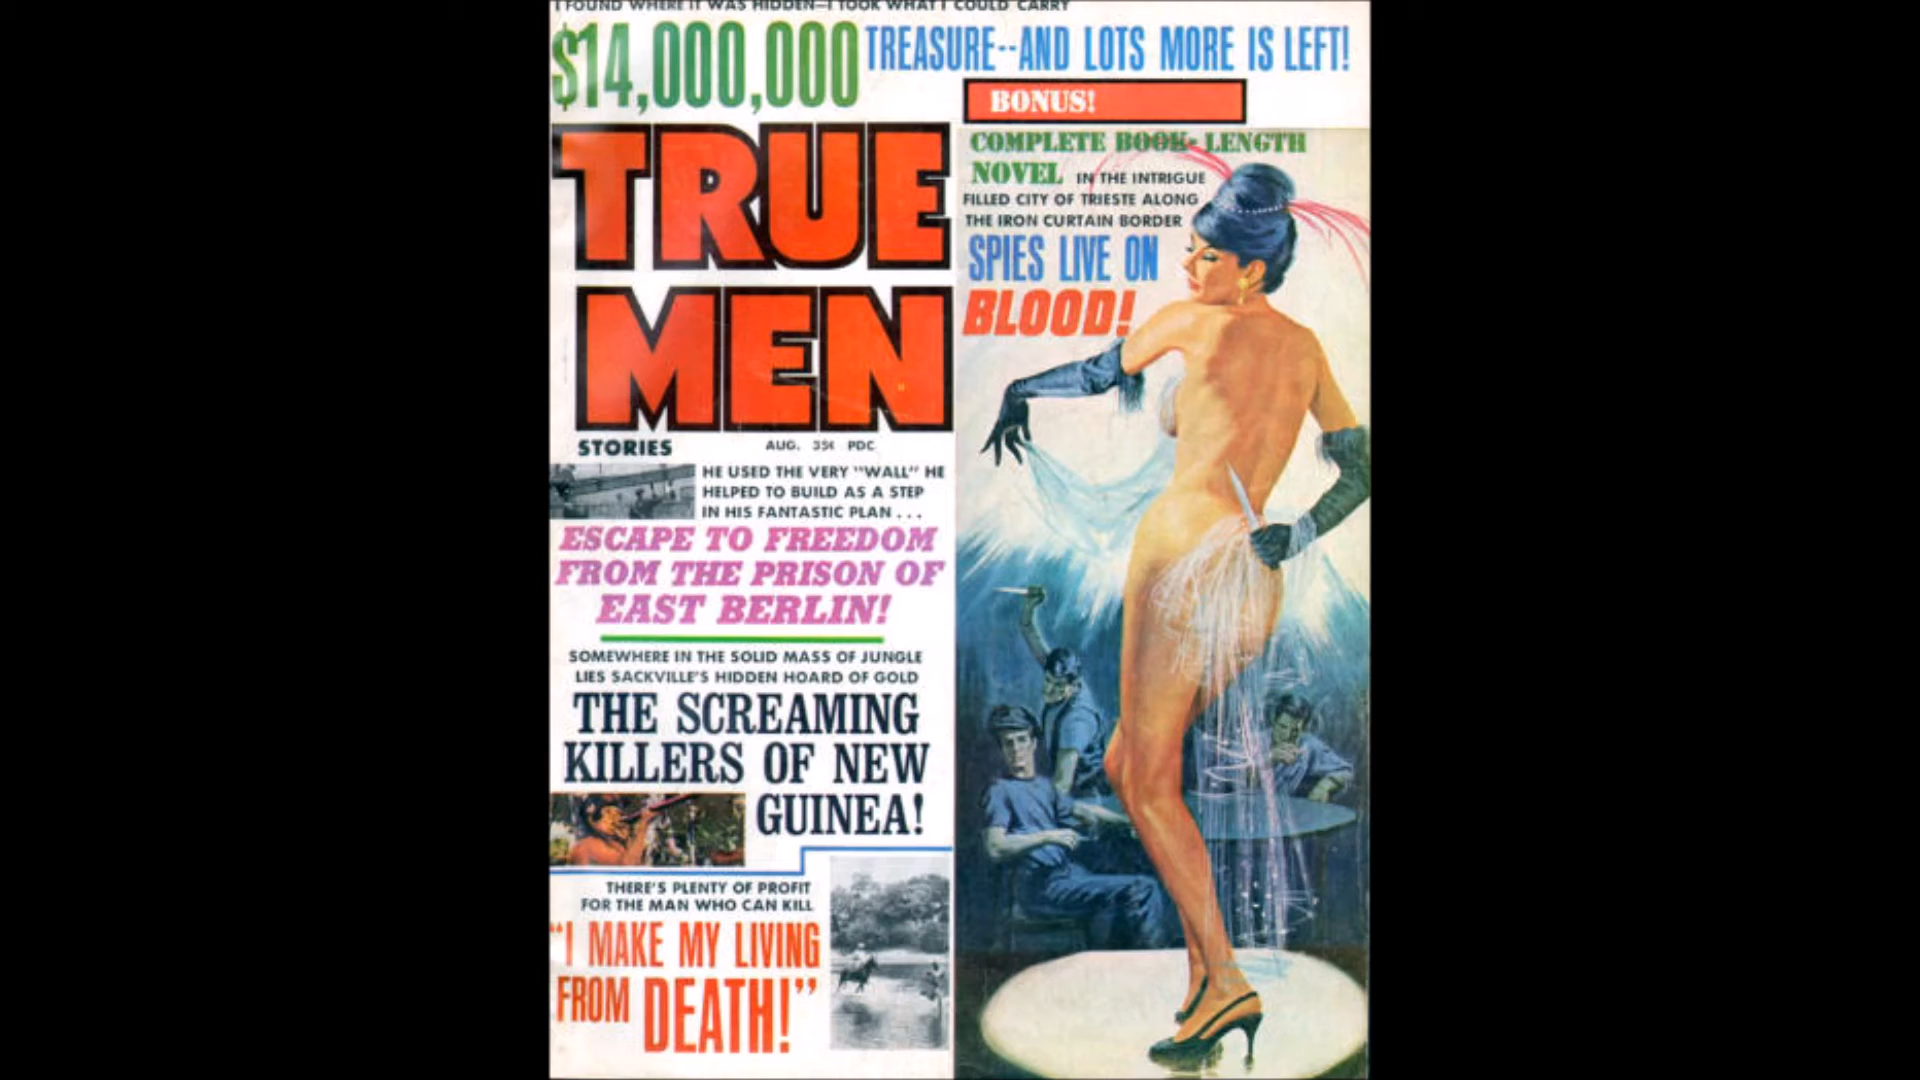 I FOUND WHERE IT WAS HIDDEN—I TOOK WHAT I COULD CARRY
$14,000,000 TREASURE--AND LOTS MORE IS LEFT!
TRUE
MEN
STORIES
AUG. 35¢ PDC
HE USED THE VERY "WALL" HE
HELPED TO BUILD AS A STEP
IN HIS FANTASTIC PLAN . . .
ESCAPE TO FREEDOM
FROM THE PRISON OF
EAST BERLIN!
SOMEWHERE IN THE SOLID MASS OF JUNGLE
LIES SACKVILLE'S HIDDEN HOARD OF GOLD
THE SCREAMING
KILLERS OF NEW
GUINEA!
THERE'S PLENTY OF PROFIT
FOR THE MAN WHO CAN KILL
"I MAKE MY LIVING
FROM DEATH!"
BONUS!
COMPLETE BOOK-LENGTH
NOVEL IN THE INTRIGUE
FILLED CITY OF TRIESTE ALONG
THE IRON CURTAIN BORDER
SPIES LIVE ON
BLOOD!